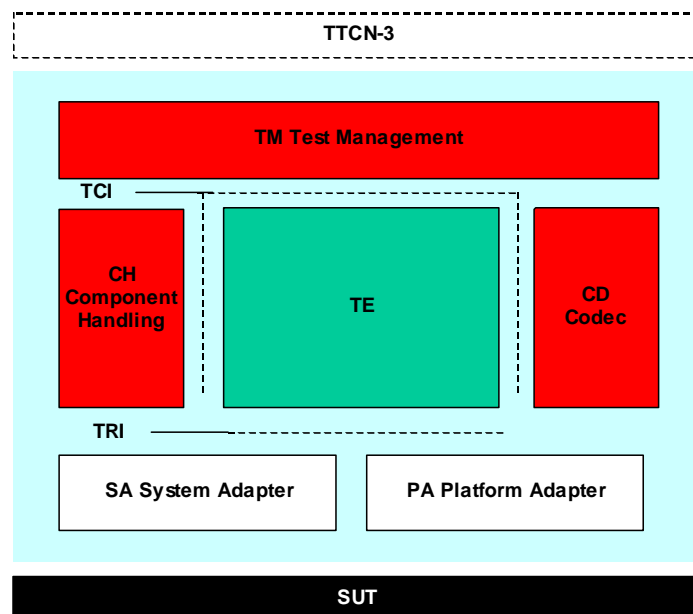 TTCN-3
TM Test Management
TCI
CH
Component
Handling
TE
CD
Codec
TRI
SA System Adapter
PA Platform Adapter
SUT